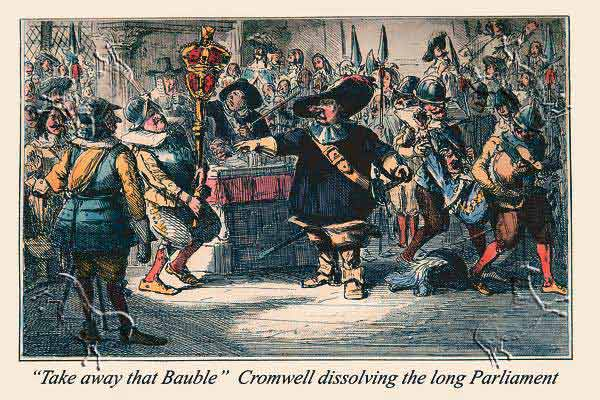 "Take away that Bauble" Cromwell dissolving the long Parliament